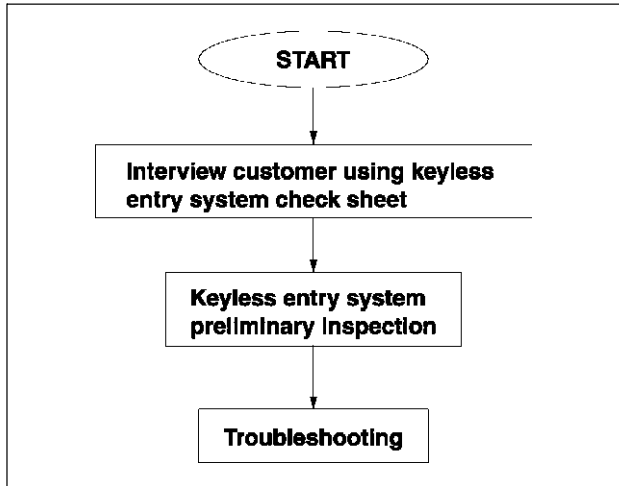 START
Interview customer using keyless
entry system check sheet
Keyless entry system
preliminary inspection
Troubleshooting